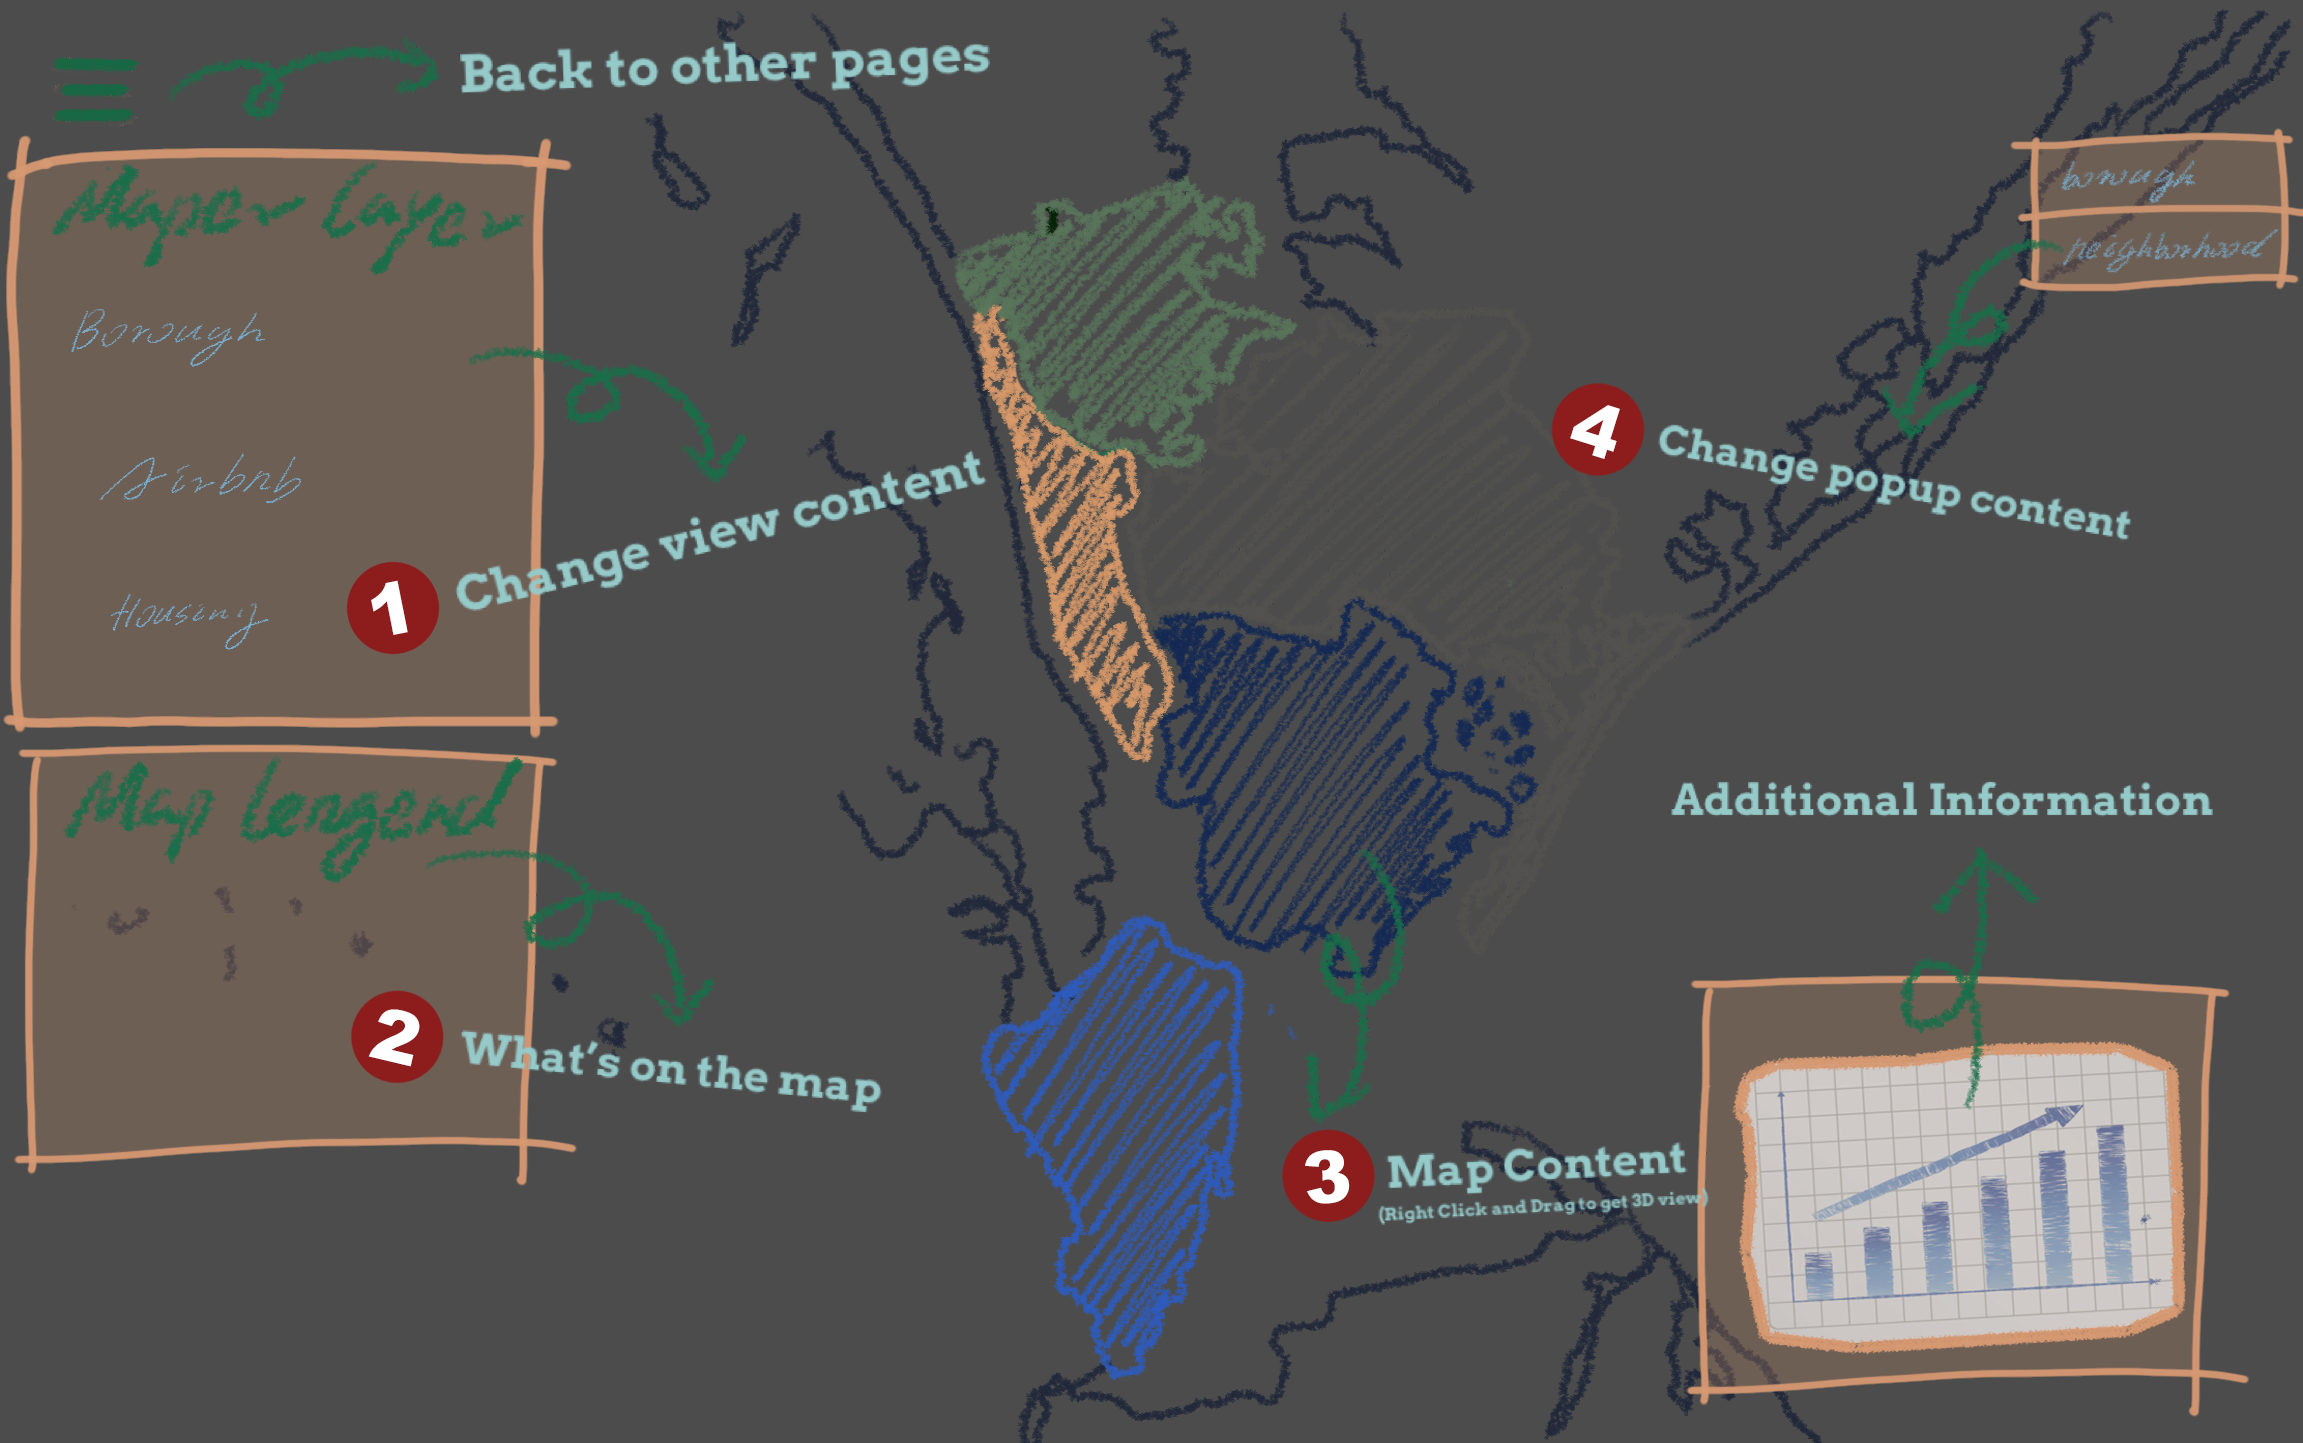 Back to other pages
Maper Layer
Borough
Airbnb
Housing
1 Change view content
Map Lengend
2 What's on the map
borough
neighborhood
4 Change popup content
Additional Information
3 Map Content
(Right Click and Drag to get 3D view)